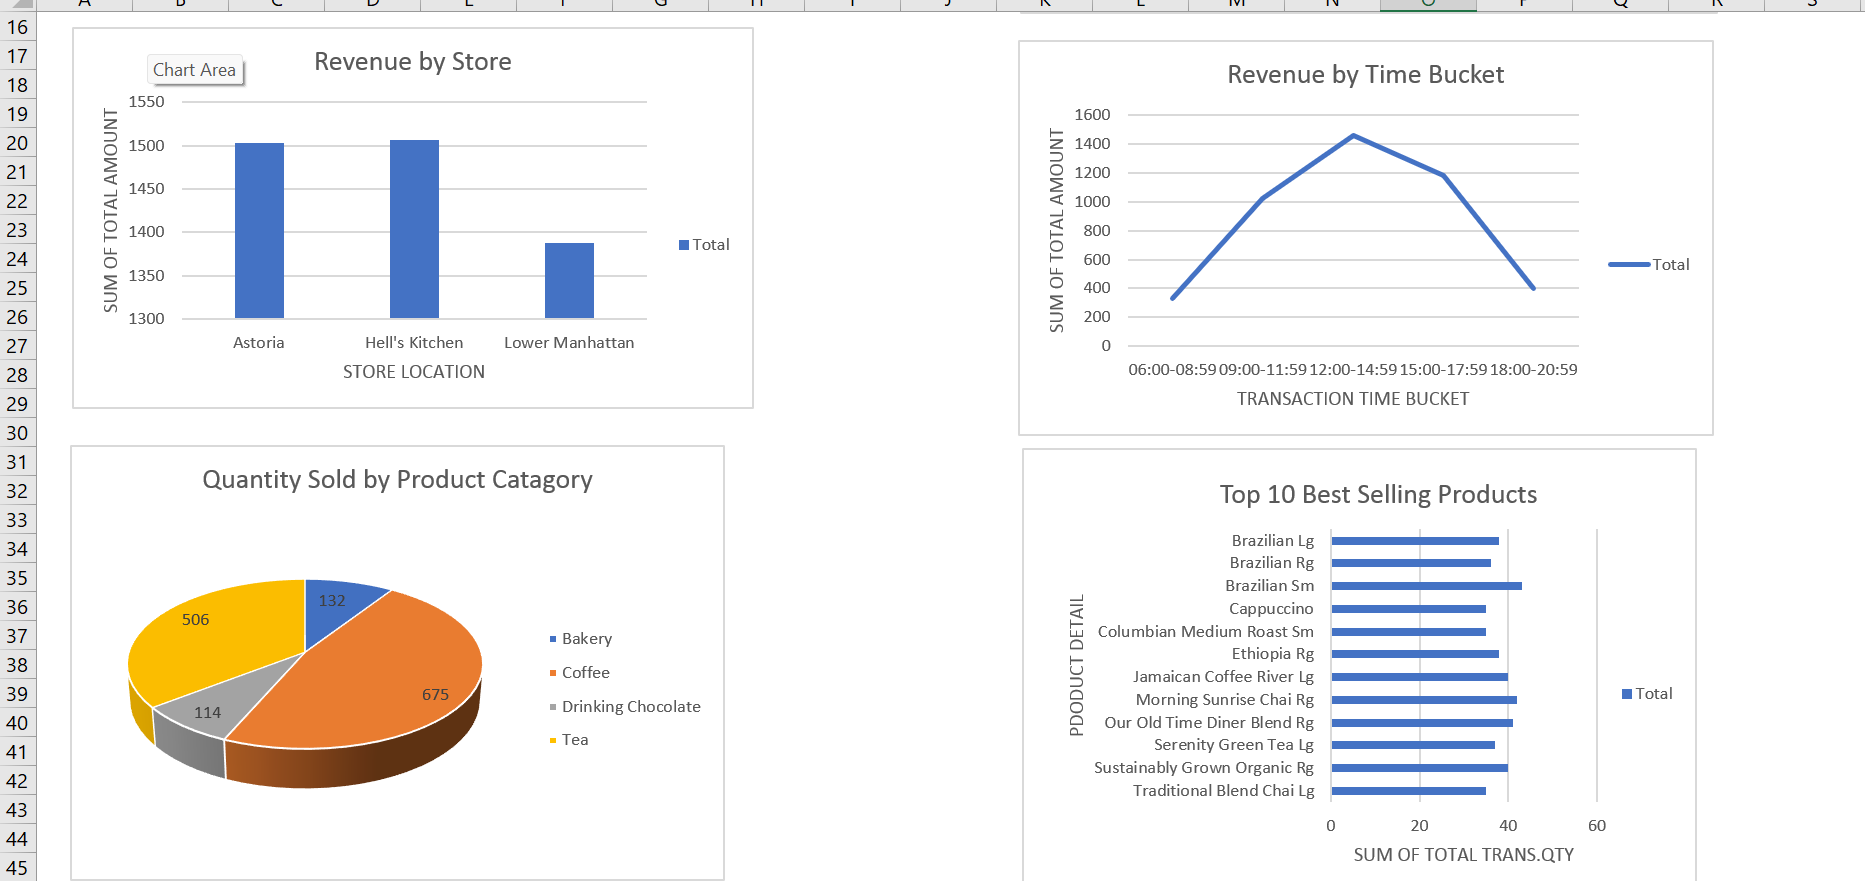 A B C D E F G H I J K L M N O P Q R S
16
17
18
19
20
21
22
23
24
25
26
27
28
29
30
31
32
33
34
35
36
37
38
39
40
41
42
43
44
45
Revenue by Store
Chart Area
SUM OF TOTAL AMOUNT
1550
1500
1450
1400
1350
1300
Astoria Hell's Kitchen Lower Manhattan
STORE LOCATION
Total
Revenue by Time Bucket
SUM OF TOTAL AMOUNT
1600
1400
1200
1000
800
600
400
200
0
06:00-08:59 09:00-11:59 12:00-14:59 15:00-17:59 18:00-20:59
TRANSACTION TIME BUCKET
Total
Quantity Sold by Product Catagory
132
506
675
114
Bakery
Coffee
Drinking Chocolate
Tea
Top 10 Best Selling Products
PDODUCT DETAIL
Brazilian Lg
Brazilian Rg
Brazilian Sm
Cappuccino
Columbian Medium Roast Sm
Ethiopia Rg
Jamaican Coffee River Lg
Morning Sunrise Chai Rg
Our Old Time Diner Blend Rg
Serenity Green Tea Lg
Sustainably Grown Organic Rg
Traditional Blend Chai Lg
0 20 40 60
SUM OF TOTAL TRANS.QTY
Total